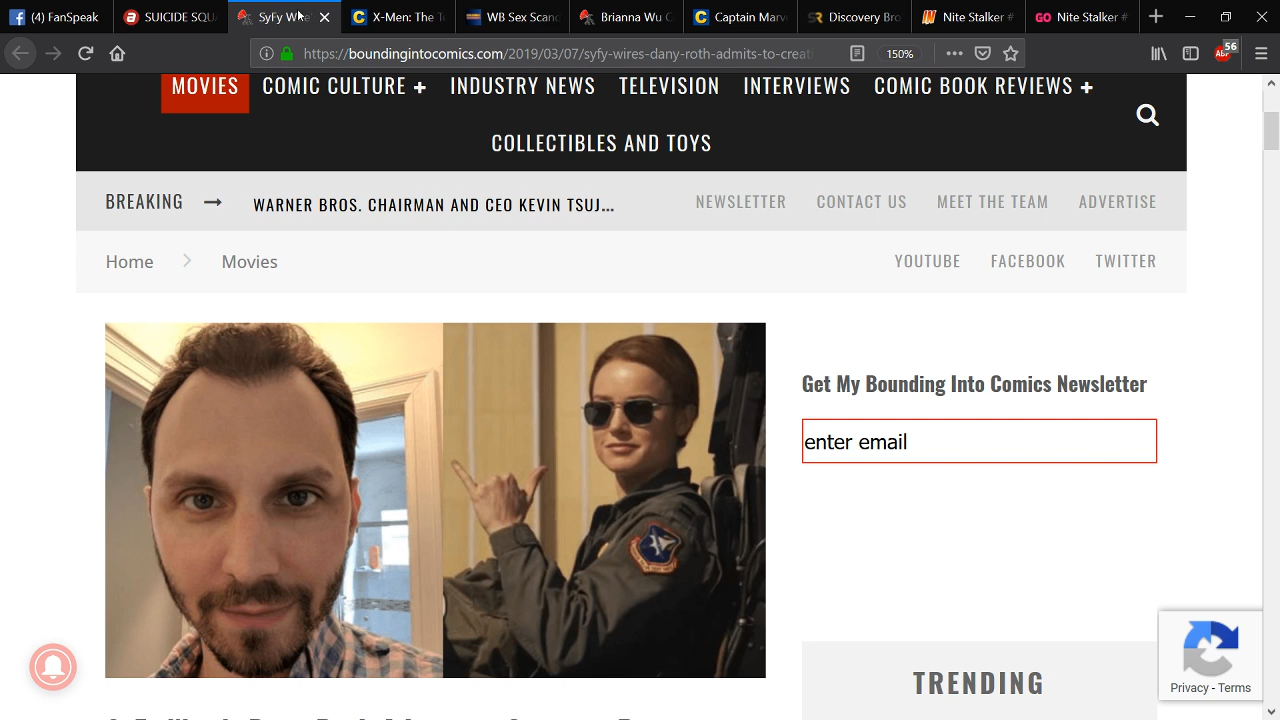 (4) FanSpeak
SUICIDE SQU
SyFy Wire
X-Men: The T
WB Sex Scand
Brianna Wu C
Captain Marv
Discovery Bro
Nite Stalker #
Nite Stalker #
https://boundingintocomics.com/2019/03/07/syfy-wires-dany-roth-admits-to-creat
150%
ABP
56
MOVIES COMIC CULTURE + INDUSTRY NEWS TELEVISION INTERVIEWS COMIC BOOK REVIEWS +
COLLECTIBLES AND TOYS
BREAKING → WARNER BROS. CHAIRMAN AND CEO KEVIN TSUJ... NEWSLETTER CONTACT US MEET THE TEAM ADVERTISE
Home > Movies YOUTUBE FACEBOOK TWITTER
Get My Bounding Into Comics Newsletter
enter email
Privacy - Terms
TRENDING